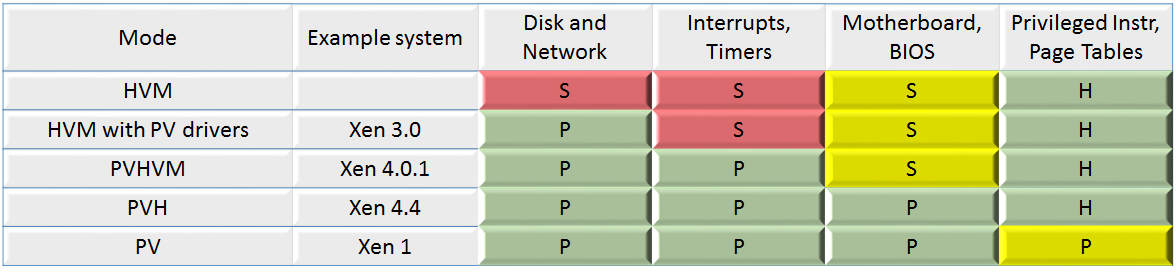 Mode Example system Disk and Network Interrupts, Timers Motherboard, BIOS Privileged Instr, Page Tables
HVM S S S H
HVM with PV drivers Xen 3.0 P S S H
PVHVM Xen 4.0.1 P P S H
PVH Xen 4.4 P P P H
PV Xen 1 P P P P